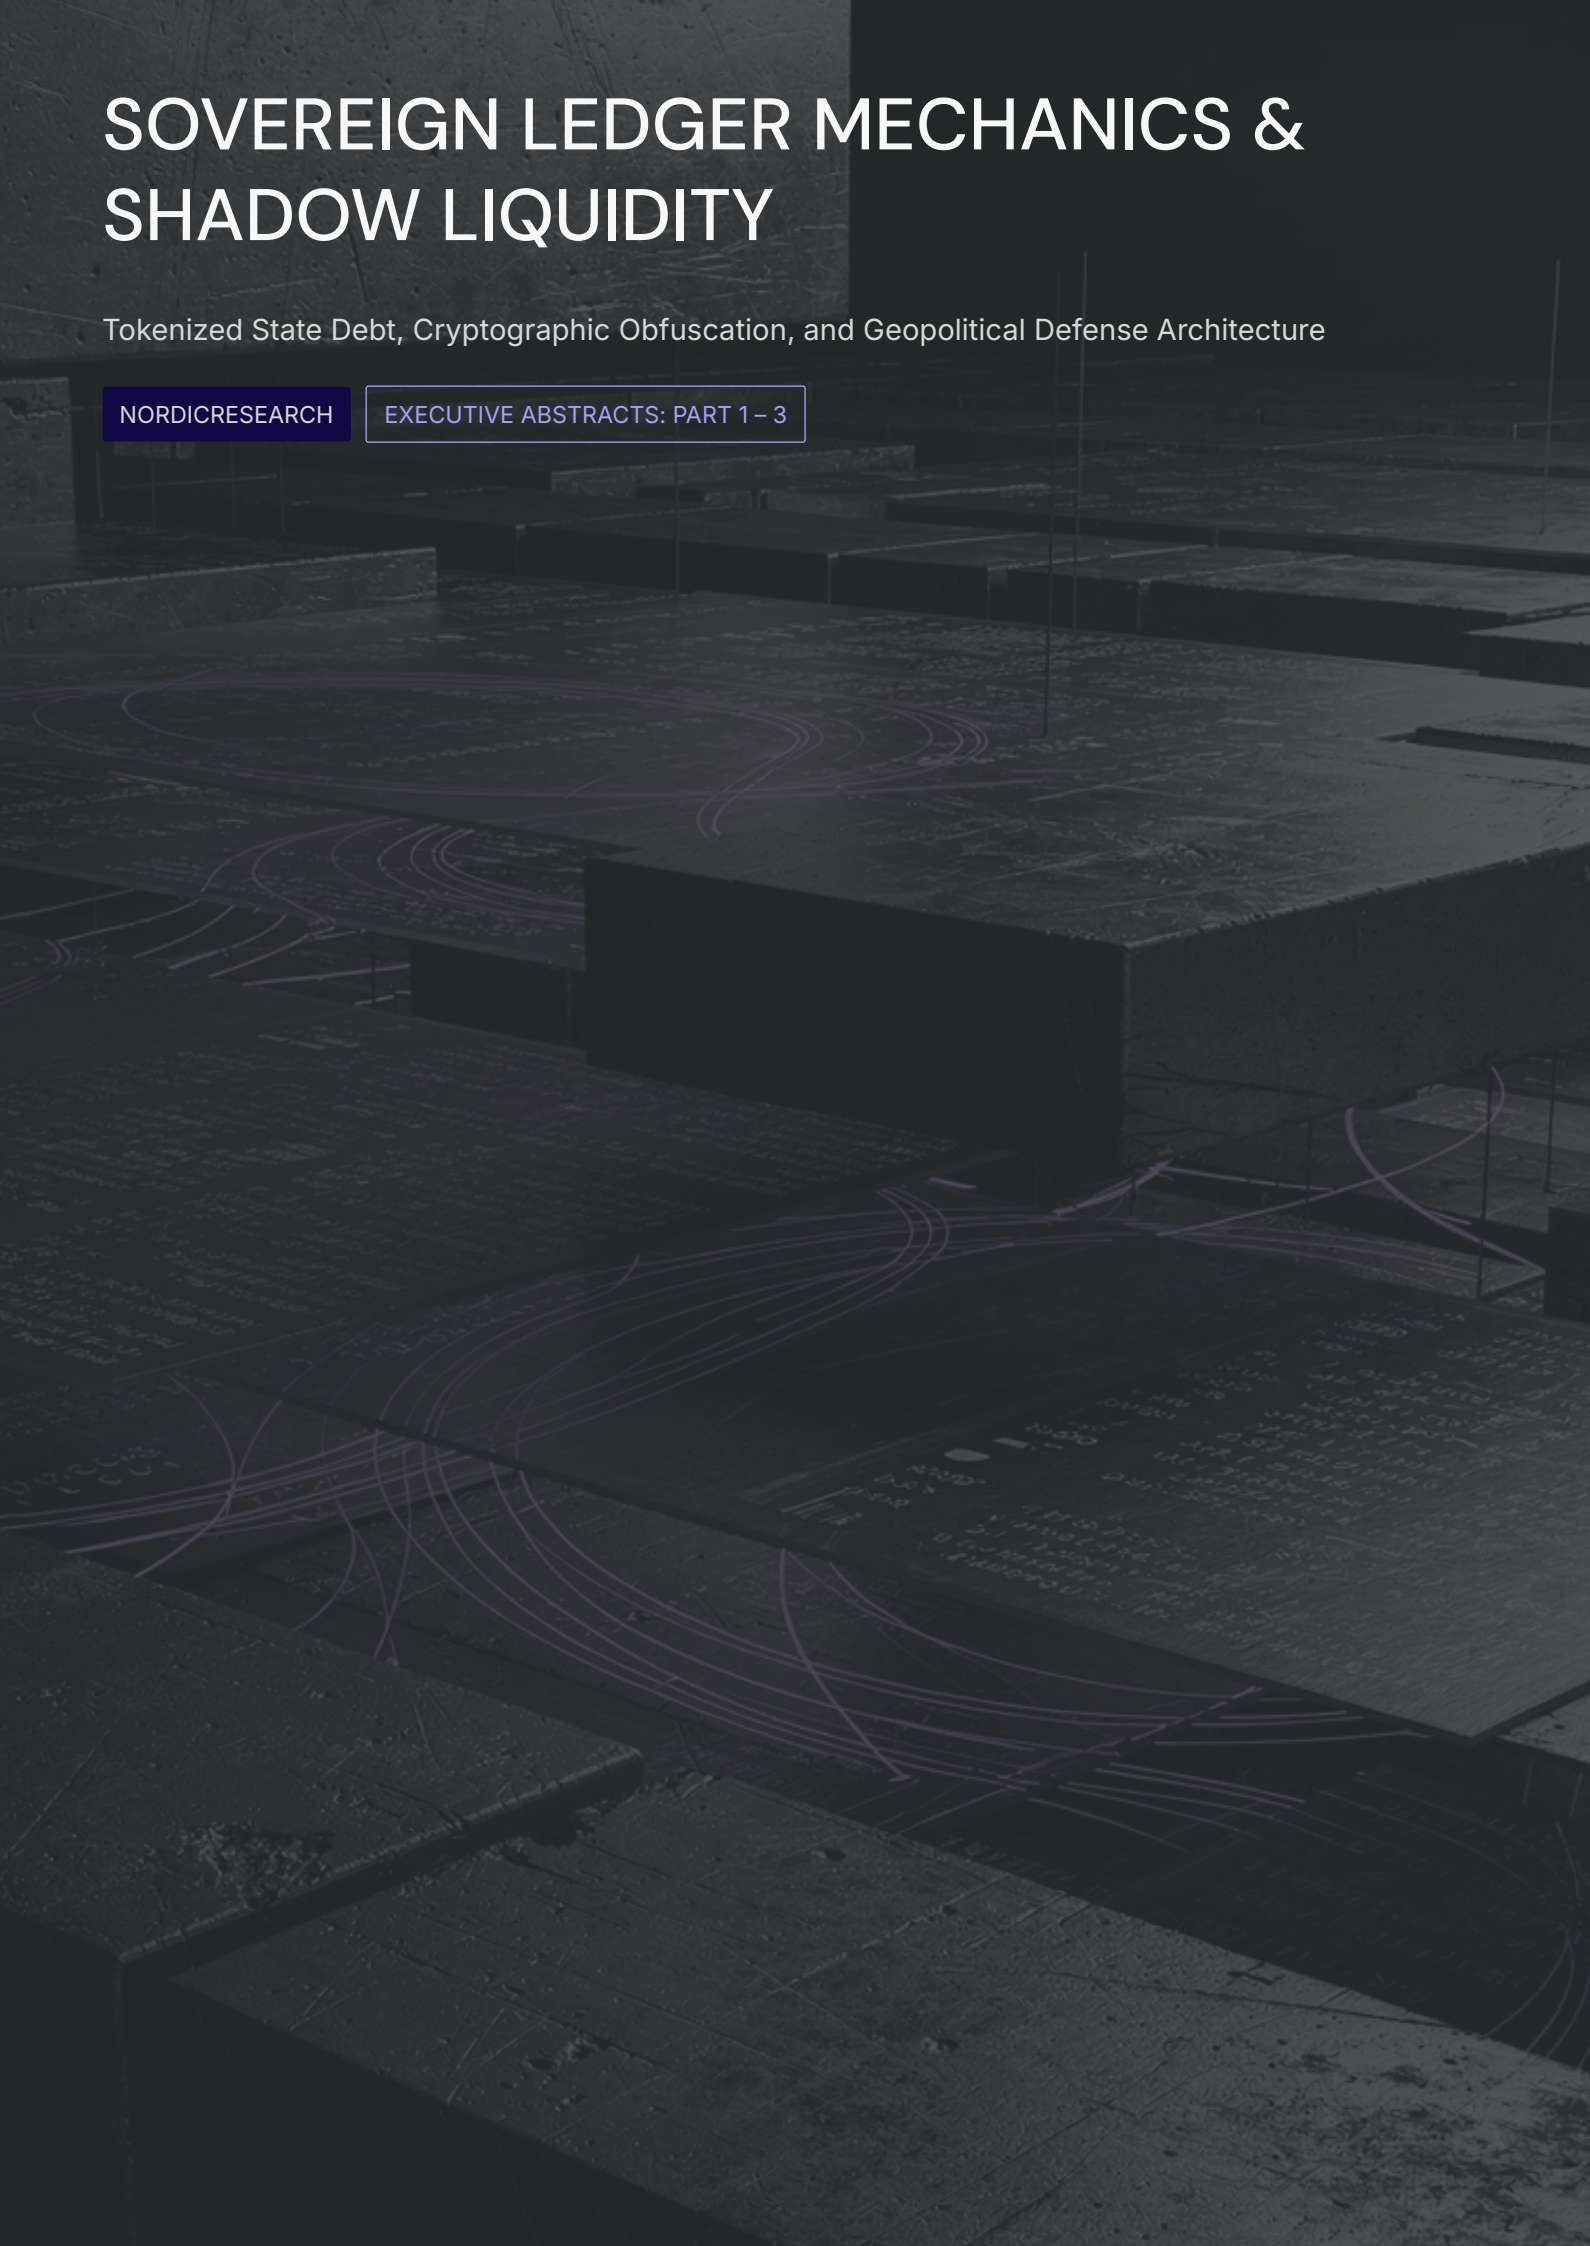 SOVEREIGN LEDGER MECHANICS &
SHADOW LIQUIDITY
Tokenized State Debt, Cryptographic Obfuscation, and Geopolitical Defense Architecture
NORDICRESEARCH
EXECUTIVE ABSTRACTS: PART 1 – 3